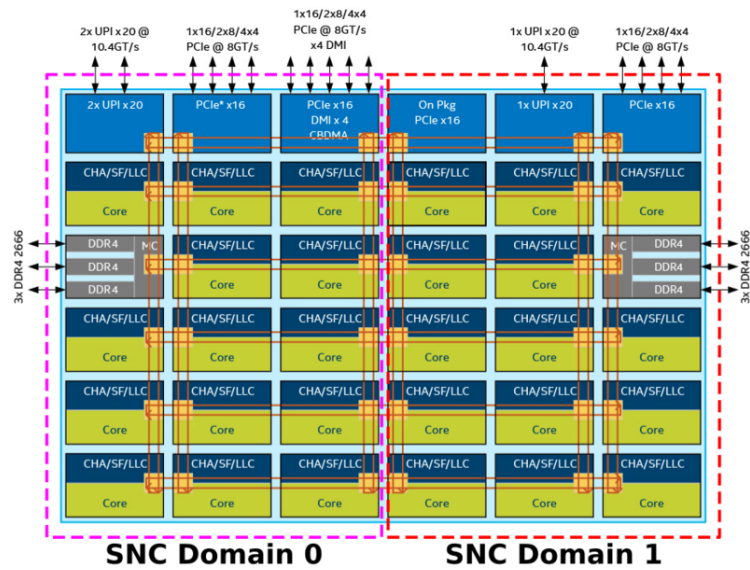 2x UPI x20 @
10.4GT/s
1x16/2x8/4x4
PCIe @ 8GT/s
1x16/2x8/4x4
PCIe @ 8GT/s
x4 DMI
1x UPI x20 @
10.4GT/s
1x16/2x8/4x4
PCIe @ 8GT/s
2x UPI x20
PCIe* x16
PCIe x16
DMI x 4
CBDMA
On Pkg
PCIe x16
1x UPI x20
PCIe x16
CHA/SF/LLC
CHA/SF/LLC
CHA/SF/LLC
CHA/SF/LLC
CHA/SF/LLC
CHA/SF/LLC
Core
Core
Core
Core
Core
Core
3x DDR4 2666
DDR4
MC
DDR4
DDR4
CHA/SF/LLC
CHA/SF/LLC
CHA/SF/LLC
CHA/SF/LLC
Core
Core
Core
Core
MC
DDR4
DDR4
DDR4
3x DDR4 2666
CHA/SF/LLC
CHA/SF/LLC
CHA/SF/LLC
CHA/SF/LLC
CHA/SF/LLC
CHA/SF/LLC
Core
Core
Core
Core
Core
Core
CHA/SF/LLC
CHA/SF/LLC
CHA/SF/LLC
CHA/SF/LLC
CHA/SF/LLC
CHA/SF/LLC
Core
Core
Core
Core
Core
Core
CHA/SF/LLC
CHA/SF/LLC
CHA/SF/LLC
CHA/SF/LLC
CHA/SF/LLC
CHA/SF/LLC
Core
Core
Core
Core
Core
Core
SNC Domain 0
SNC Domain 1